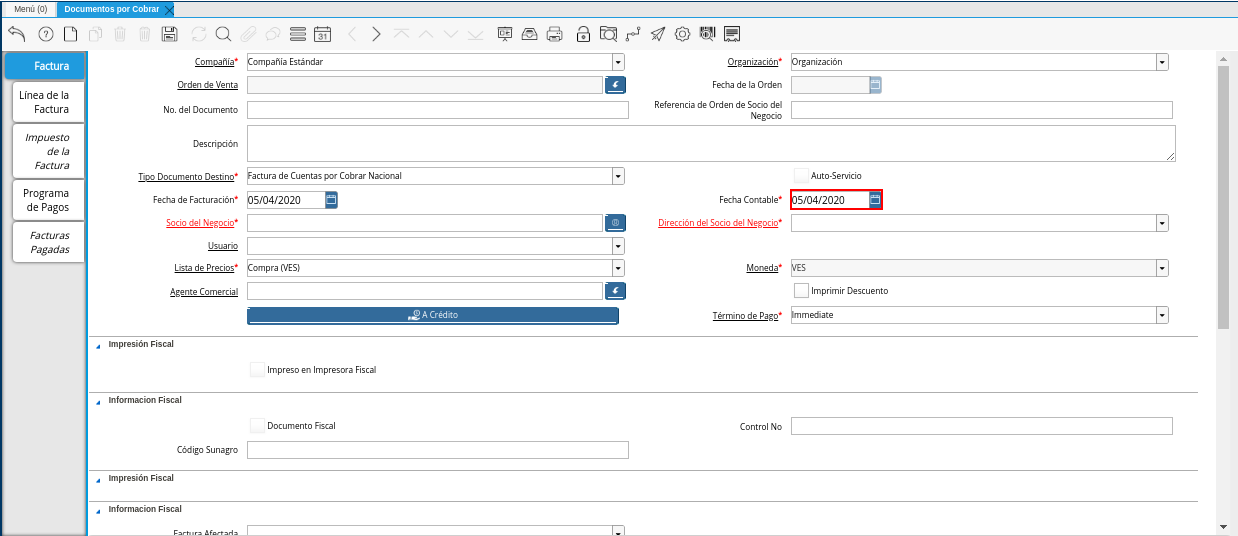 Menú (0)
Documentos por Cobrar
31
Factura
Línea de la
Factura
Impuesto
de la
Factura
Programa
de Pagos
Facturas
Pagadas
Compañía* Compañía Estándar Organización* Organización
Orden de Venta Fecha de la Orden
No. del Documento Referencia de Orden de Socio del
Negocio
Descripción
Tipo Documento Destino* Factura de Cuentas por Cobrar Nacional Auto-Servicio
Fecha de Facturación* 05/04/2020 Fecha Contable* 05/04/2020
Socio del Negocio* Dirección del Socio del Negocio*
Usuario
Lista de Precios* Compra (VES) Moneda* VES
Agente Comercial Imprimir Descuento
A Crédito Término de Pago* Immediate
Impresión Fiscal
Impreso en Impresora Fiscal
Informacion Fiscal
Documento Fiscal Control No
Código Sunagro
Impresión Fiscal
Informacion Fiscal
Factura Afectada